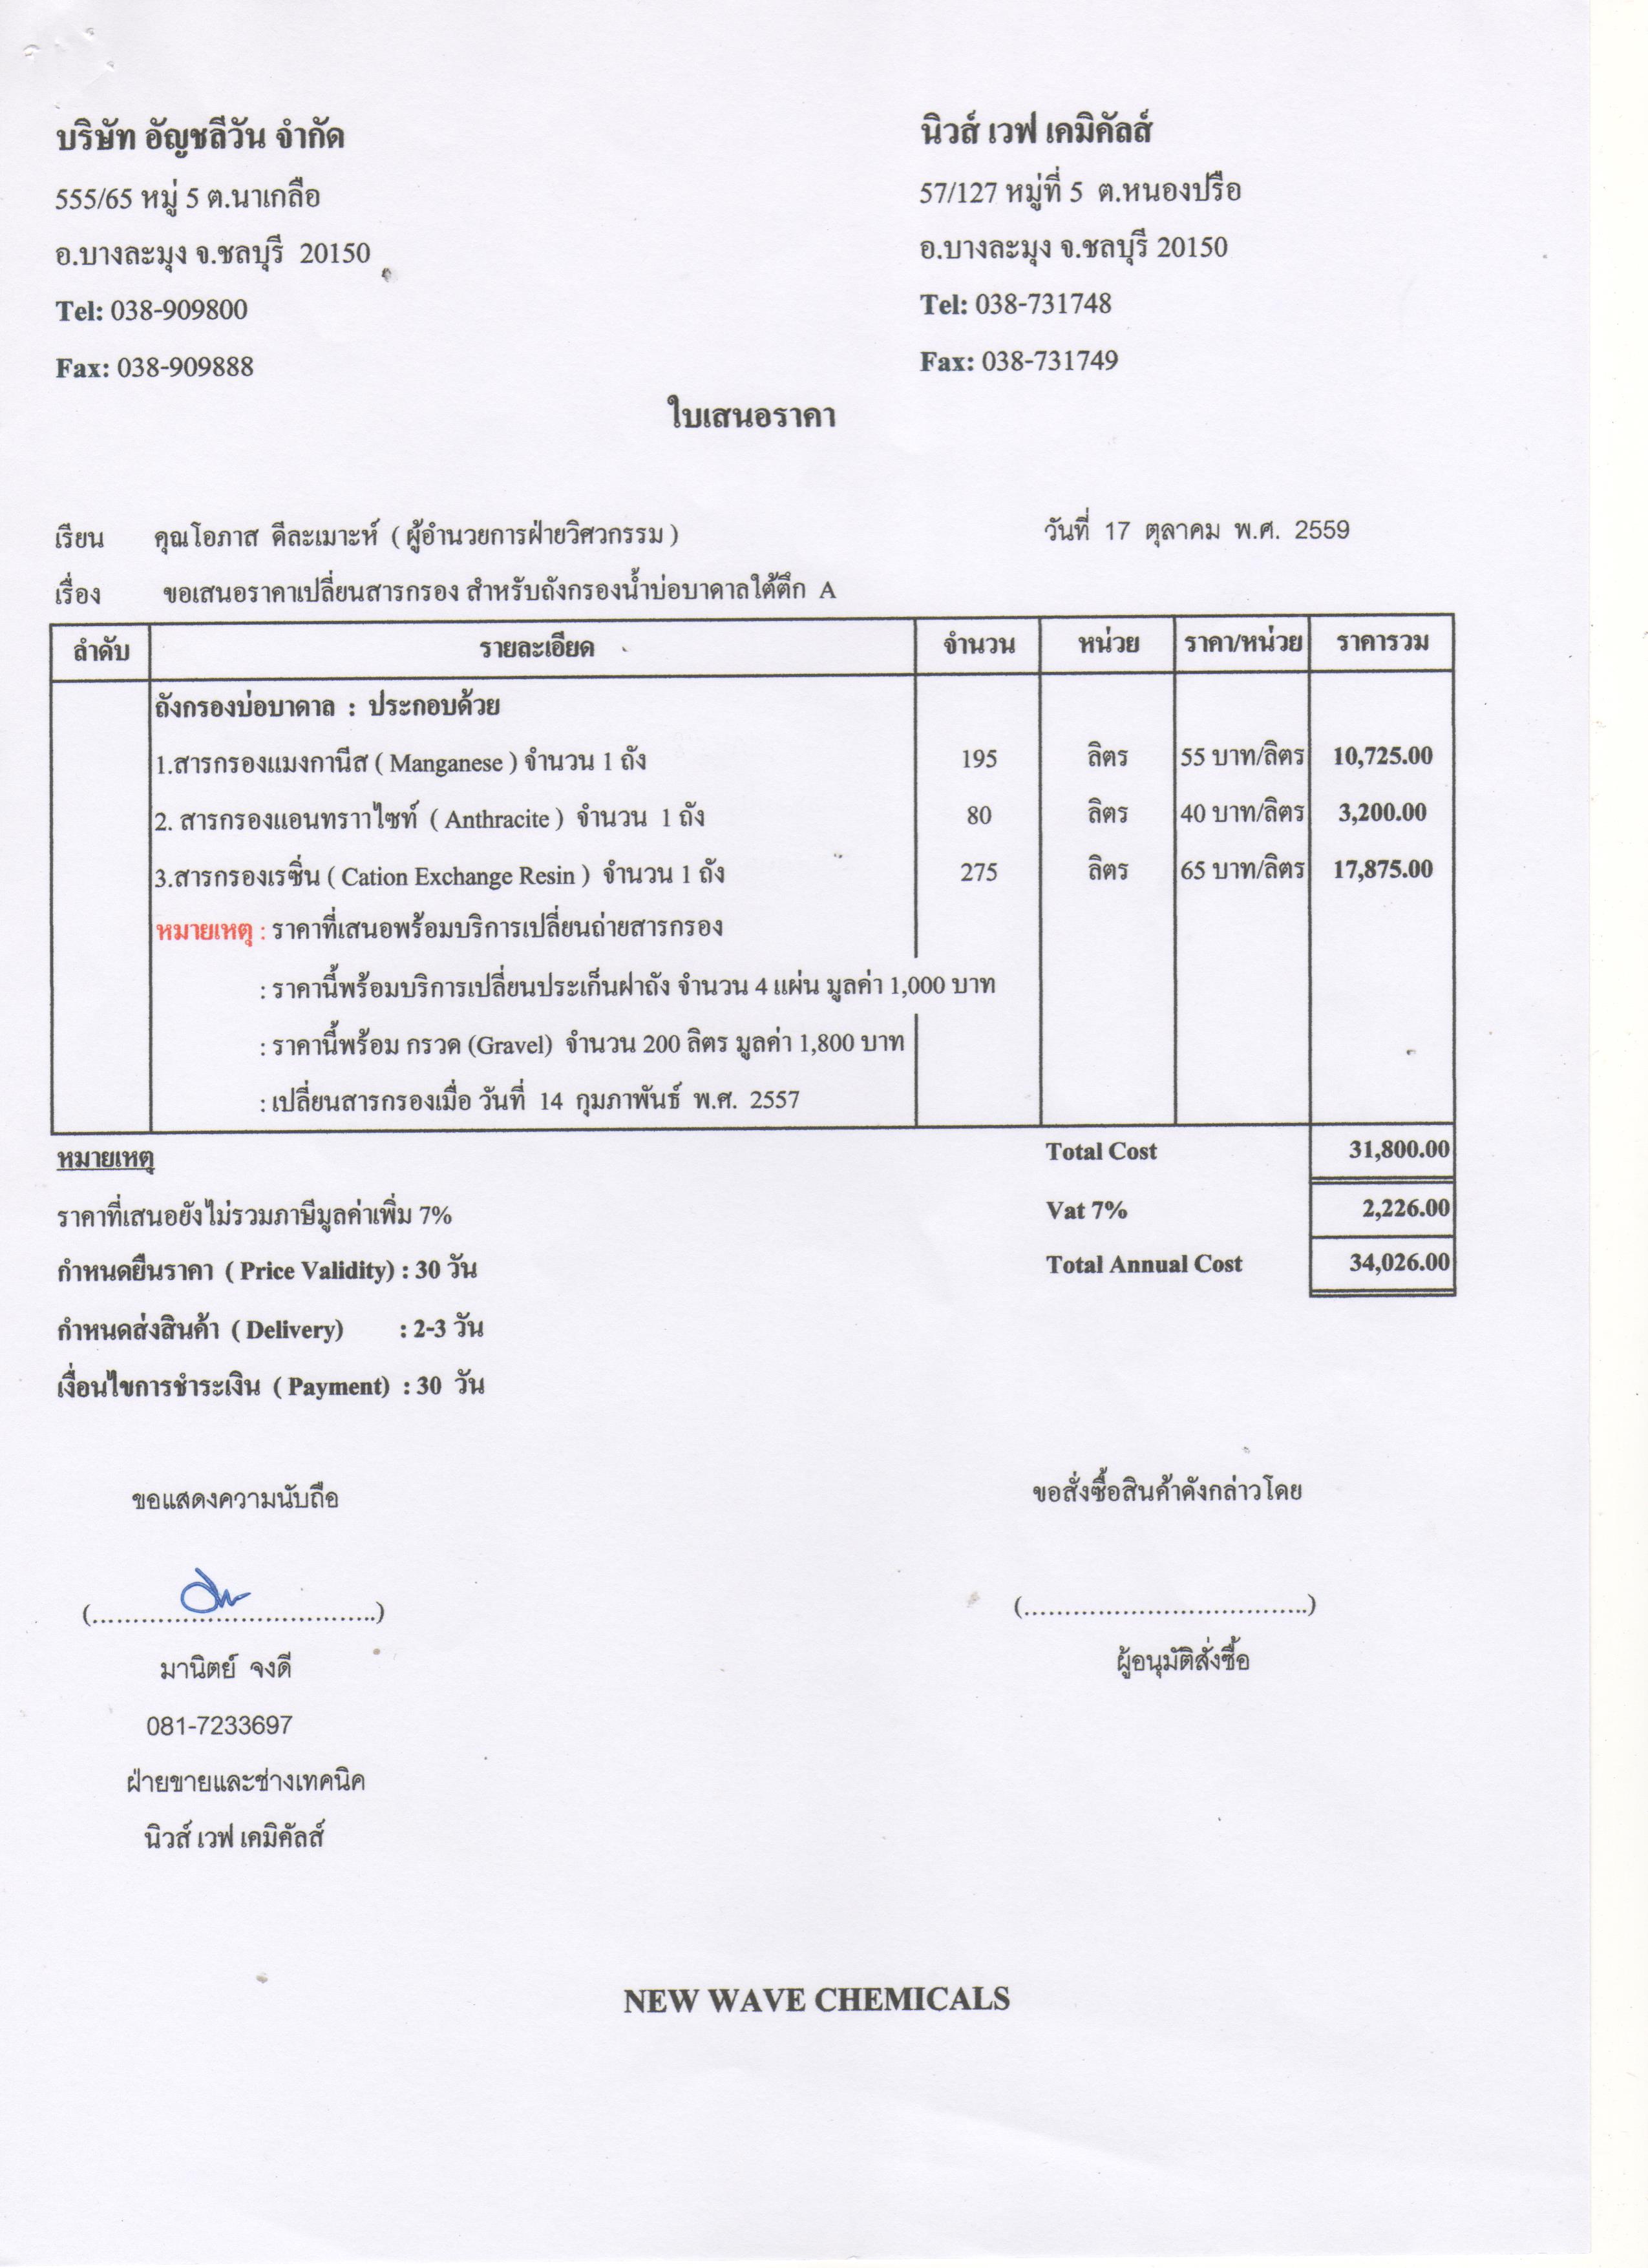 บริษัท อัญชลีวัน จำกัด
555/65 หมู่ 5 ต.นาเกลือ
อ.บางละมุง จ.ชลบุรี 20150
Tel: 038-909800
Fax: 038-909888
นิวส์ เวฟ เคมิคัลส์
57/127 หมู่ที่ 5 ต.หนองปรือ
อ.บางละมุง จ.ชลบุรี 20150
Tel: 038-731748
Fax: 038-731749
ใบเสนอราคา
เรียน คุณโอภาส ดีละเมาะห์ ( ผู้อำนวยการฝ่ายวิศวกรรม ) วันที่ 17 ตุลาคม พ.ศ. 2559
เรื่อง ขอเสนอราคาเปลี่ยนสารกรอง สำหรับถังกรองน้ำบ่อบาดาลใต้ตึก A
ลำดับ รายละเอียด จำนวน หน่วย ราคา/หน่วย ราคารวม
ถังกรองบ่อบาดาล : ประกอบด้วย
1.สารกรองแมงกานีส ( Manganese ) จำนวน 1 ถัง 195 ลิตร 55 บาท/ลิตร 10,725.00
2. สารกรองแอนทราาไซท์ ( Anthracite ) จำนวน 1 ถัง 80 ลิตร 40 บาท/ลิตร 3,200.00
3.สารกรองเรซิ่น ( Cation Exchange Resin ) จำนวน 1 ถัง 275 ลิตร 65 บาท/ลิตร 17,875.00
หมายเหตุ : ราคาที่เสนอพร้อมบริการเปลี่ยนถ่ายสารกรอง
: ราคานี้พร้อมบริการเปลี่ยนประเก็นฝาถัง จำนวน 4 แผ่น มูลค่า 1,000 บาท
: ราคานี้พร้อม กรวด (Gravel) จำนวน 200 ลิตร มูลค่า 1,800 บาท
: เปลี่ยนสารกรองเมื่อ วันที่ 14 กุมภาพันธ์ พ.ศ. 2557
หมายเหตุ Total Cost 31,800.00
ราคาที่เสนอยังไม่รวมภาษีมูลค่าเพิ่ม 7% Vat 7% 2,226.00
กำหนดยืนราคา ( Price Validity) : 30 วัน Total Annual Cost 34,026.00
กำหนดส่งสินค้า ( Delivery) : 2-3 วัน
เงื่อนไขการชำระเงิน ( Payment) : 30 วัน
ขอแสดงความนับถือ ขอสั่งซื้อสินค้าดังกล่าวโดย
(..................................) (..................................)
มานิตย์ จงดี ผู้อนุมัติสั่งซื้อ
081-7233697
ฝ่ายขายและช่างเทคนิค
นิวส์ เวฟ เคมิคัลส์
NEW WAVE CHEMICALS